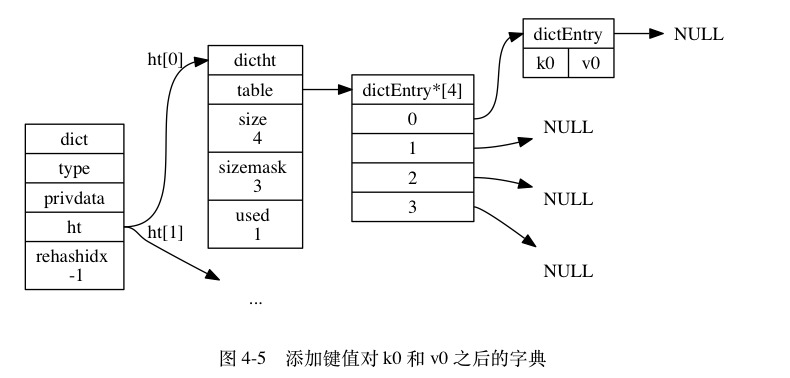 dict
type
privdata
ht
rehashidx
-1
ht[0]
ht[1]
dictht
table
size
4
sizemask
3
used
1
...
dictEntry*[4]
0
1
2
3
dictEntry
k0 v0
NULL
NULL
NULL
NULL
图 4-5 添加键值对 k0 和 v0 之后的字典